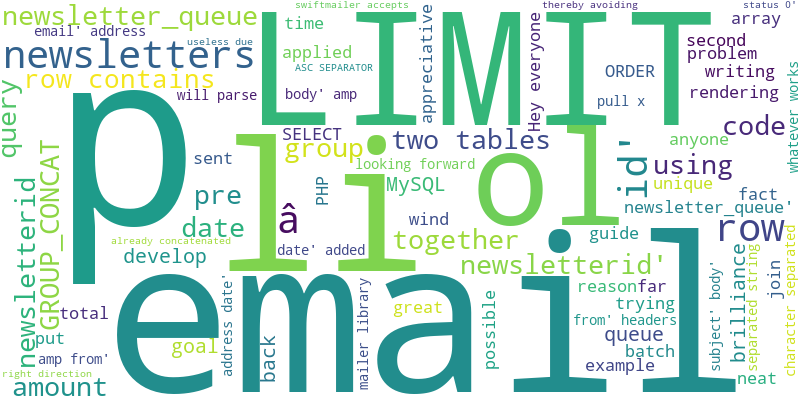 swiftmailer accepts
thereby avoiding
status 0'
newsletter_queue
time
array
email' address
useless due
newsletters
LIMIT
appreciative
Hey everyone
second
problem
applied
ASC SEPARATOR
ORDER
writing
row contains
will parse
body' amp
pull x
rendering
query
p
li
SELECT
two tables
ol
code
whatever works
GROUP_CONCAT
group
li
anyone
sent
looking forward
id'
using
PHP
MySQL
unique
pre
fact
newsletterid
â
wind
newsletter_queue'
date
row
already concatenated
together
guide
develop
date' added
newsletterid'
email
reason
far
join
total
address date'
back
mailer library
great
possible
trying
subject' body'
brilliance
separated string
character separated
put
goal
from' headers
queue
amp from'
batch
right direction
example
neat
amount